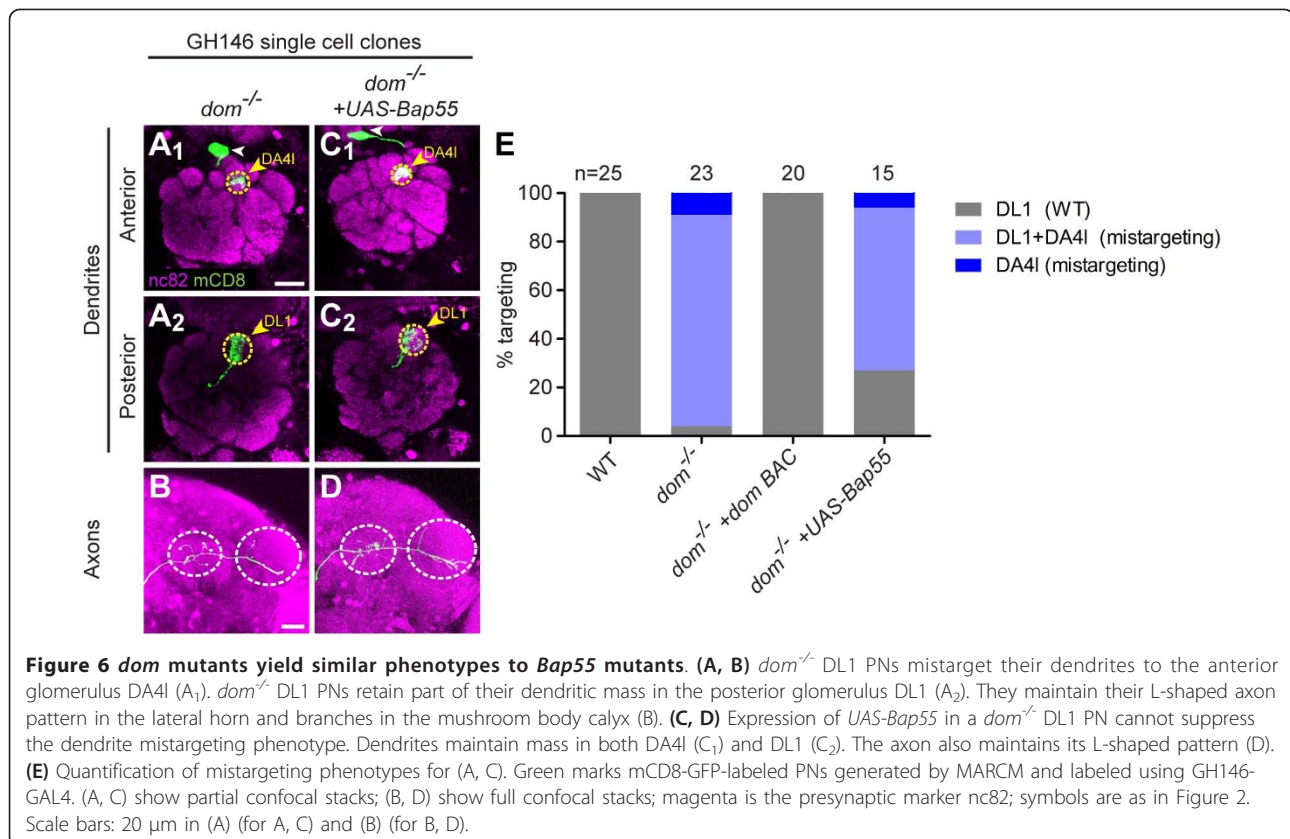 GH146 single cell clones
dom-/-
dom-/-
+UAS-Bap55
Dendrites
Anterior
A1
DA4l
nc82 mCD8
C1
DA4l
Posterior
A2
DL1
C2
DL1
Axons
B
D
E
n=25 23 20 15
% targeting
100
80
60
40
20
0
WT
dom-/-
dom-/- +dom BAC
dom-/- +UAS-Bap55
DL1 (WT)
DL1+DA4l (mistargeting)
DA4l (mistargeting)
Figure 6 dom mutants yield similar phenotypes to Bap55 mutants. (A, B) dom-/- DL1 PNs mistarget their dendrites to the anterior
glomerulus DA4l (A1). dom-/- DL1 PNs retain part of their dendritic mass in the posterior glomerulus DL1 (A2). They maintain their L-shaped axon
pattern in the lateral horn and branches in the mushroom body calyx (B). (C, D) Expression of UAS-Bap55 in a dom-/- DL1 PN cannot suppress
the dendrite mistargeting phenotype. Dendrites maintain mass in both DA4l (C1) and DL1 (C2). The axon also maintains its L-shaped pattern (D).
(E) Quantification of mistargeting phenotypes for (A, C). Green marks mCD8-GFP-labeled PNs generated by MARCM and labeled using GH146-
GAL4. (A, C) show partial confocal stacks; (B, D) show full confocal stacks; magenta is the presynaptic marker nc82; symbols are as in Figure 2.
Scale bars: 20 μm in (A) (for A, C) and (B) (for B, D).